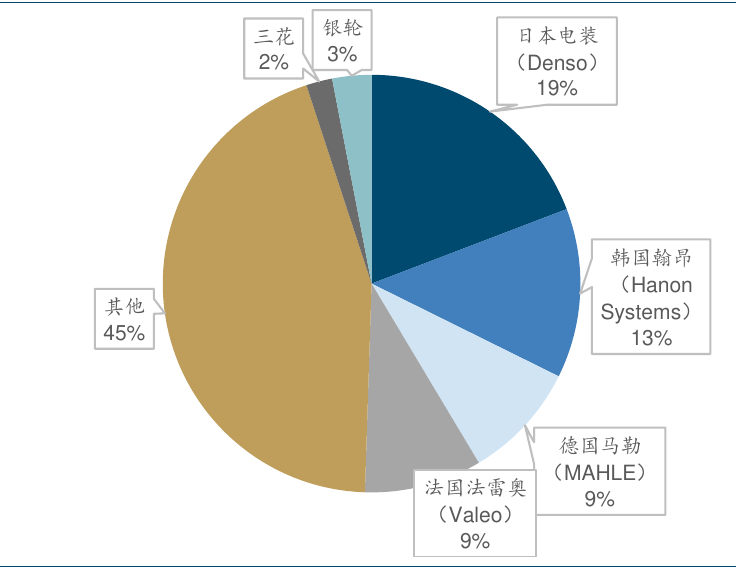 三花
2%
银轮
3%
日本电装
（Denso）
19%
韩国翰昂
（Hanon
Systems）
13%
其他
45%
德国马勒
（MAHLE）
9%
法国法雷奥
（Valeo）
9%